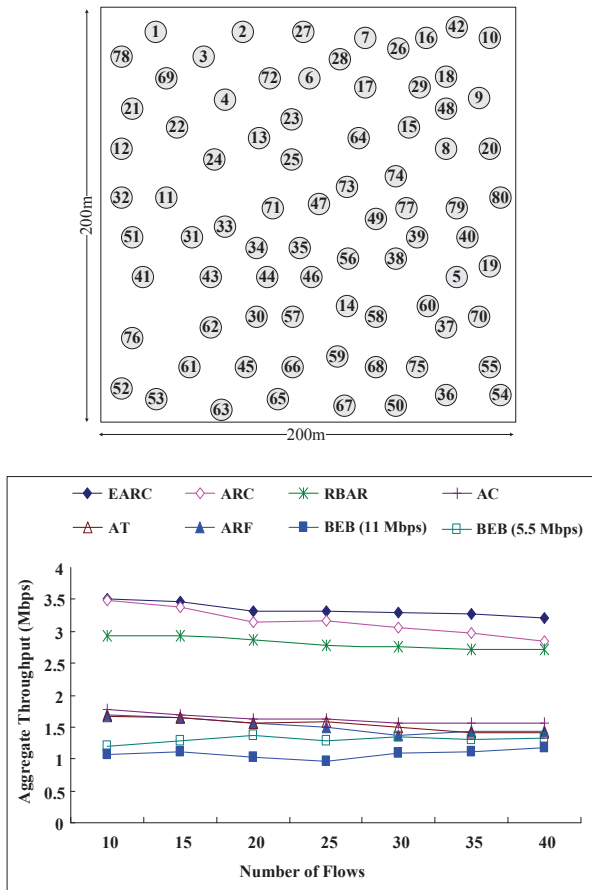 1 2 27 7 26 16 42 10
78 3 28
69 72 6 17 29 18
21 4 48 9
22 13 23 64 15
12 24 25 8 20
32 11 73 74 80
71 47 49 77 79
51 31 33 34 35 39 40
41 43 44 46 56 38 5 19
14 60
76 62 30 57 58 37 70
61 45 66 59 68 75 55
52 53 63 65 67 50 36 54
200m
200m
EARC ARC RBAR AC
AT ARF BEB (11 Mbps) BEB (5.5 Mbps)
Aggregate Throughput (Mbps)
4
3.5
3
2.5
2
1.5
1
0.5
0
10 15 20 25 30 35 40
Number of Flows